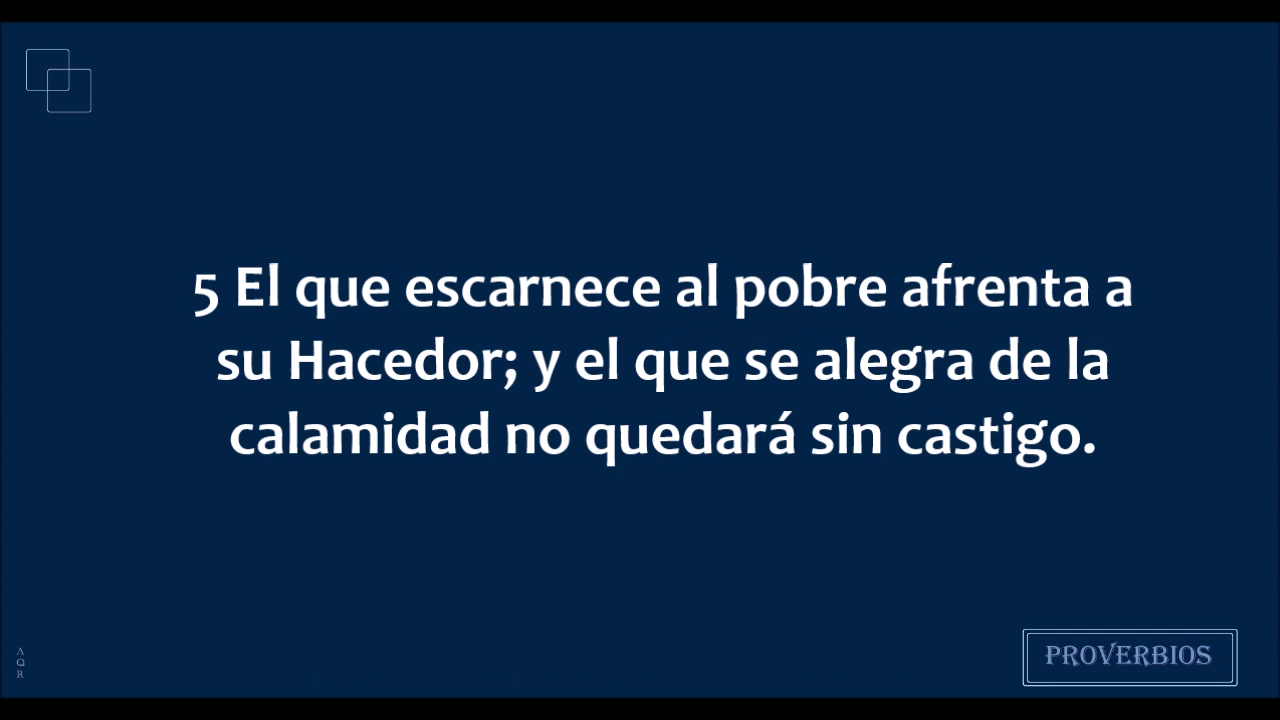 5 El que escarnece al pobre afrenta a
su Hacedor; y el que se alegra de la
calamidad no quedará sin castigo.
Λ
Q
R
PROVERBIOS